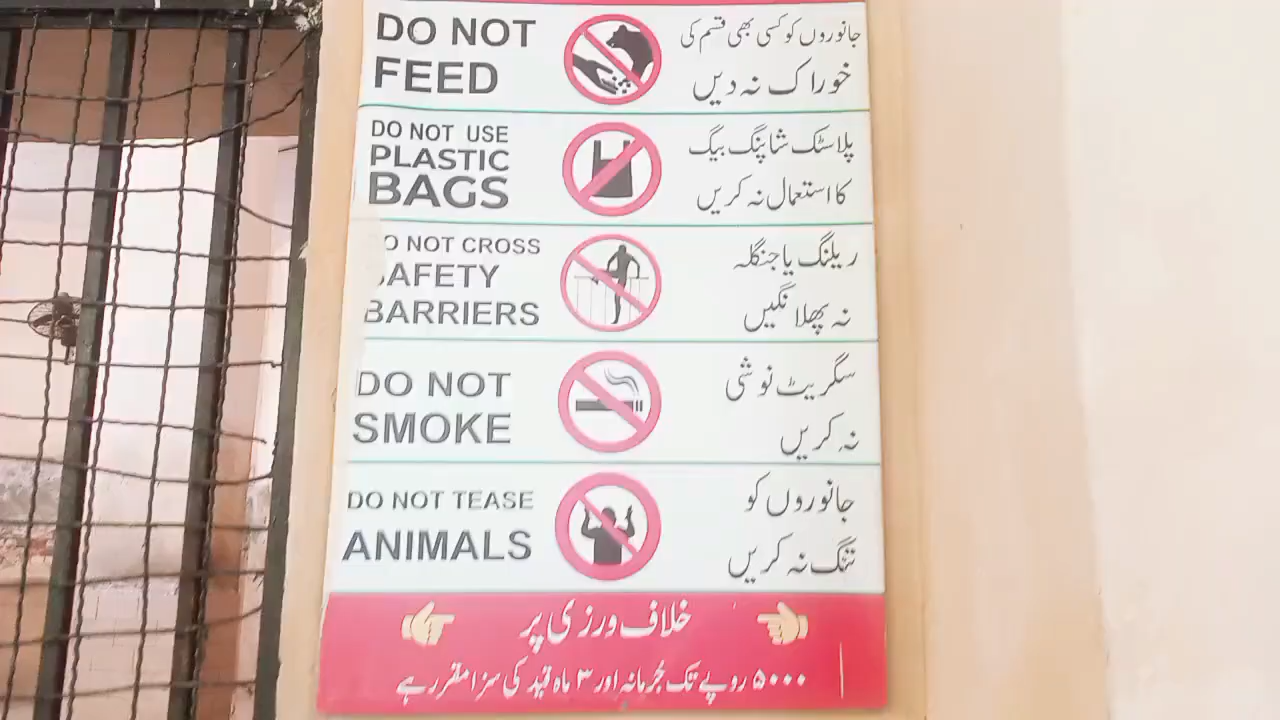 DO NOT
FEED
جانوروں کو کسی بھی قسم کی
خوراک نہ دیں
DO NOT USE
PLASTIC
BAGS
پلاسٹک شاپنگ بیگ
کا استعمال نہ کریں
O NOT CROSS
SAFETY
BARRIERS
ریلنگ یا جنگلہ
نہ پھلانگیں
DO NOT
SMOKE
سگریٹ نوشی
نہ کریں
DO NOT TEASE
ANIMALS
جانوروں کو
تنگ نہ کریں
خلاف ورزی پر
۵۰۰۰ روپے تک جُرمانہ اور ۳ ماہ قید کی سزا مقرر ہے